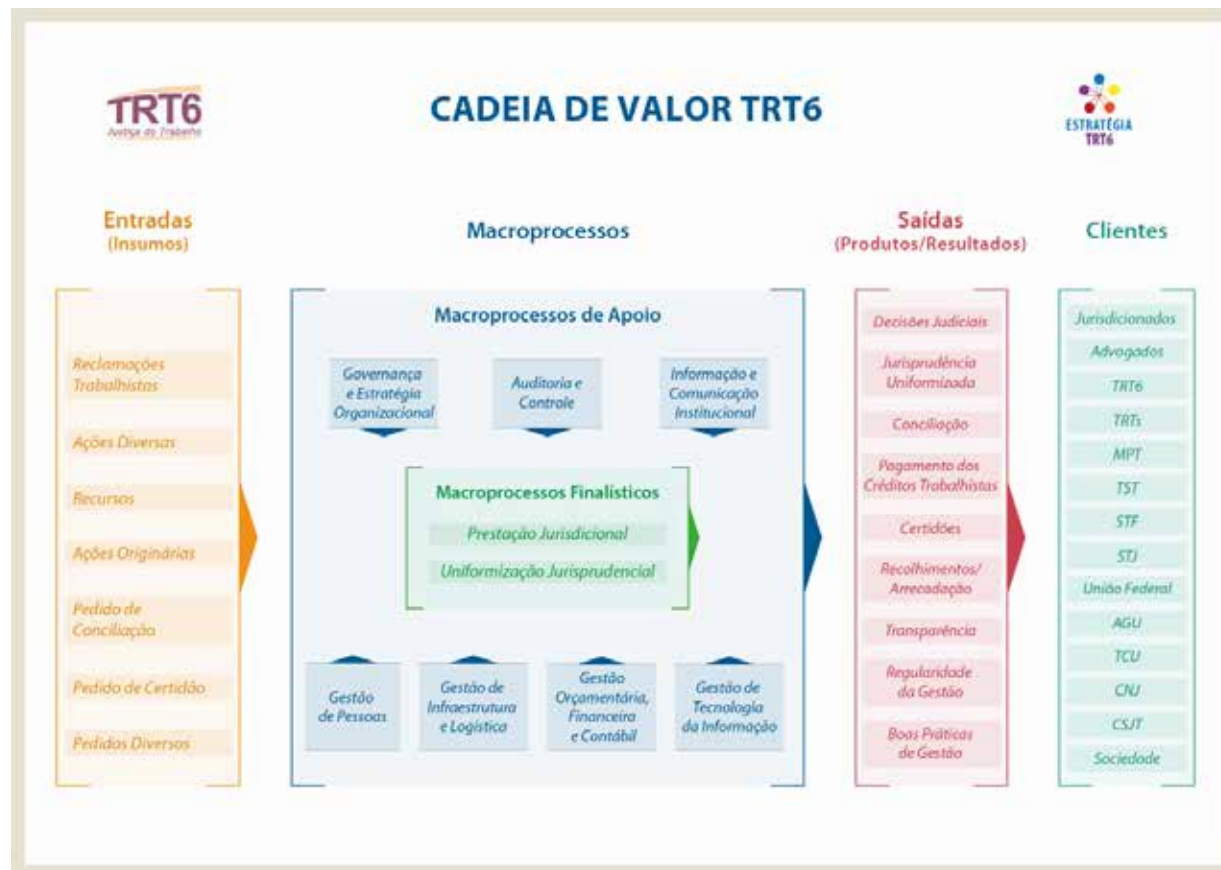 TRT6
Justiça do Trabalho
CADEIA DE VALOR TRT6
ESTRATÉGIA
TRT6
Entradas
(Insumos)
Reclamações
Trabalhistas
Ações Diversas
Recursos
Ações Originárias
Pedido de
Conciliação
Pedido de Certidão
Pedidos Diversos
Macroprocessos
Macroprocessos de Apoio
Governança
e Estratégia
Organizacional
Auditoria e
Controle
Informação e
Comunicação
Institucional
Macroprocessos Finalísticos
Prestação Jurisdicional
Uniformização Jurisprudencial
Gestão
de Pessoas
Gestão de
Infraestrutura
e Logística
Gestão
Orçamentária,
Financeira
e Contábil
Gestão de
Tecnologia
da Informação
Saídas
(Produtos/Resultados)
Decisões Judiciais
Jurisprudência
Uniformizada
Conciliação
Pagamento dos
Créditos Trabalhistas
Certidões
Recolhimentos/
Arrecadação
Transparência
Regularidade
da Gestão
Boas Práticas
de Gestão
Clientes
Jurisdicionados
Advogados
TRT6
TRTs
MPT
TST
STF
STJ
União Federal
AGU
TCU
CNJ
CSJT
Sociedade